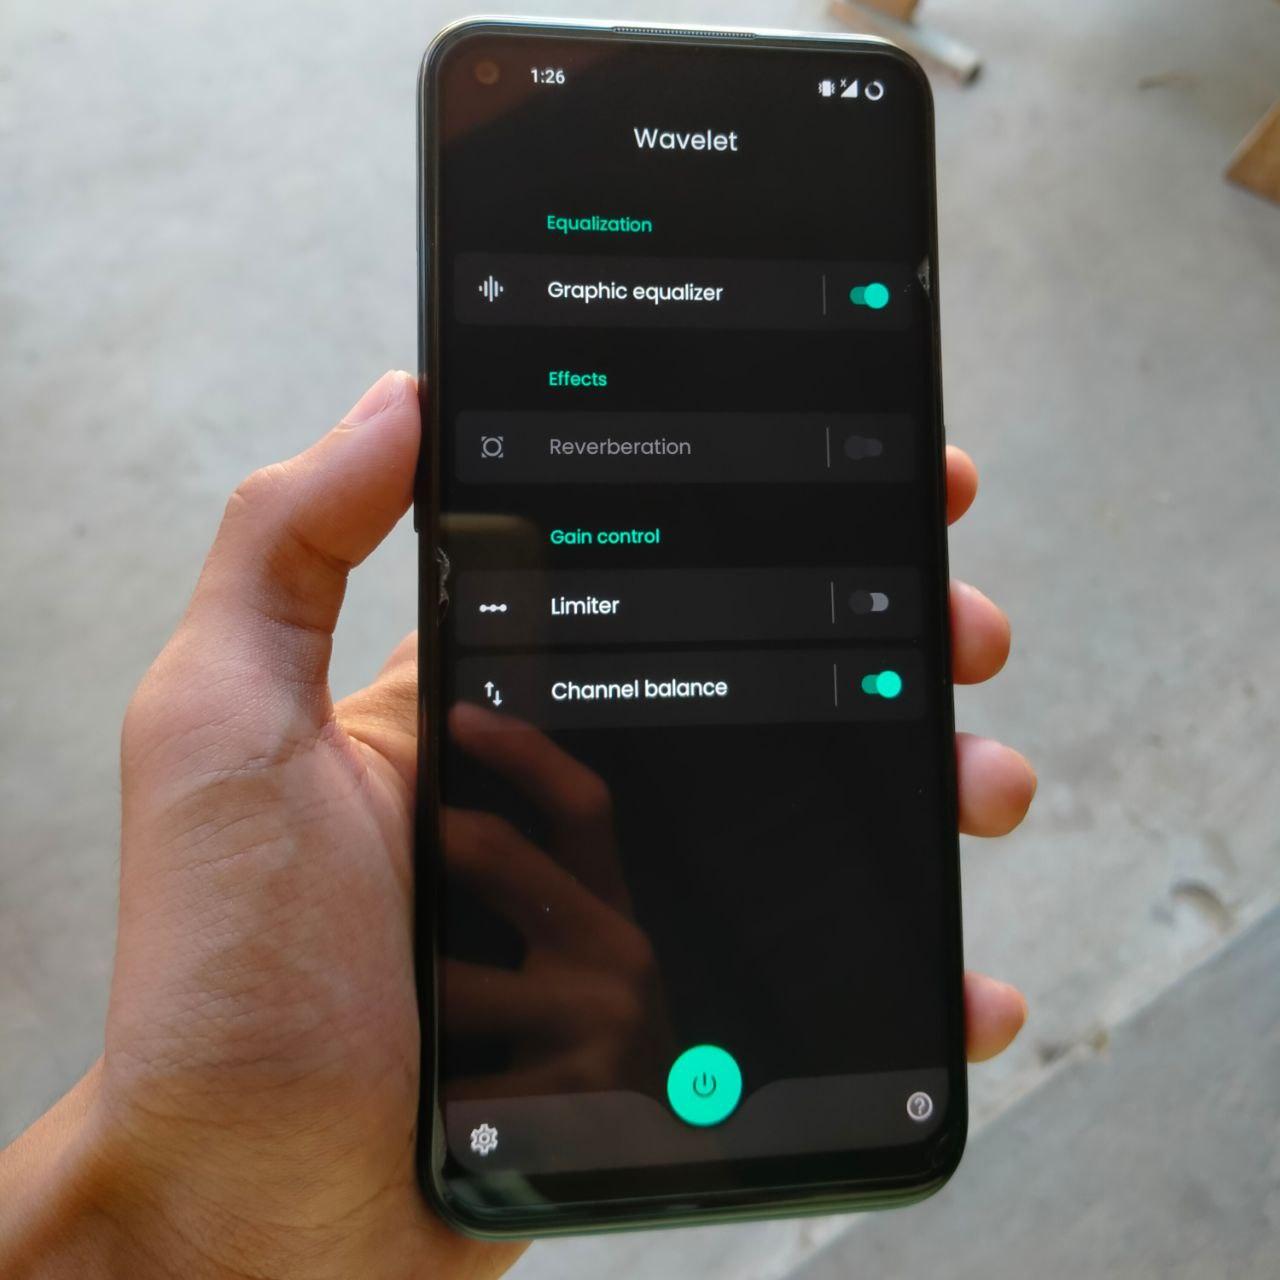 1:26
Wavelet
Equalization
Graphic equalizer
Effects
Reverberation
Gain control
Limiter
Channel balance